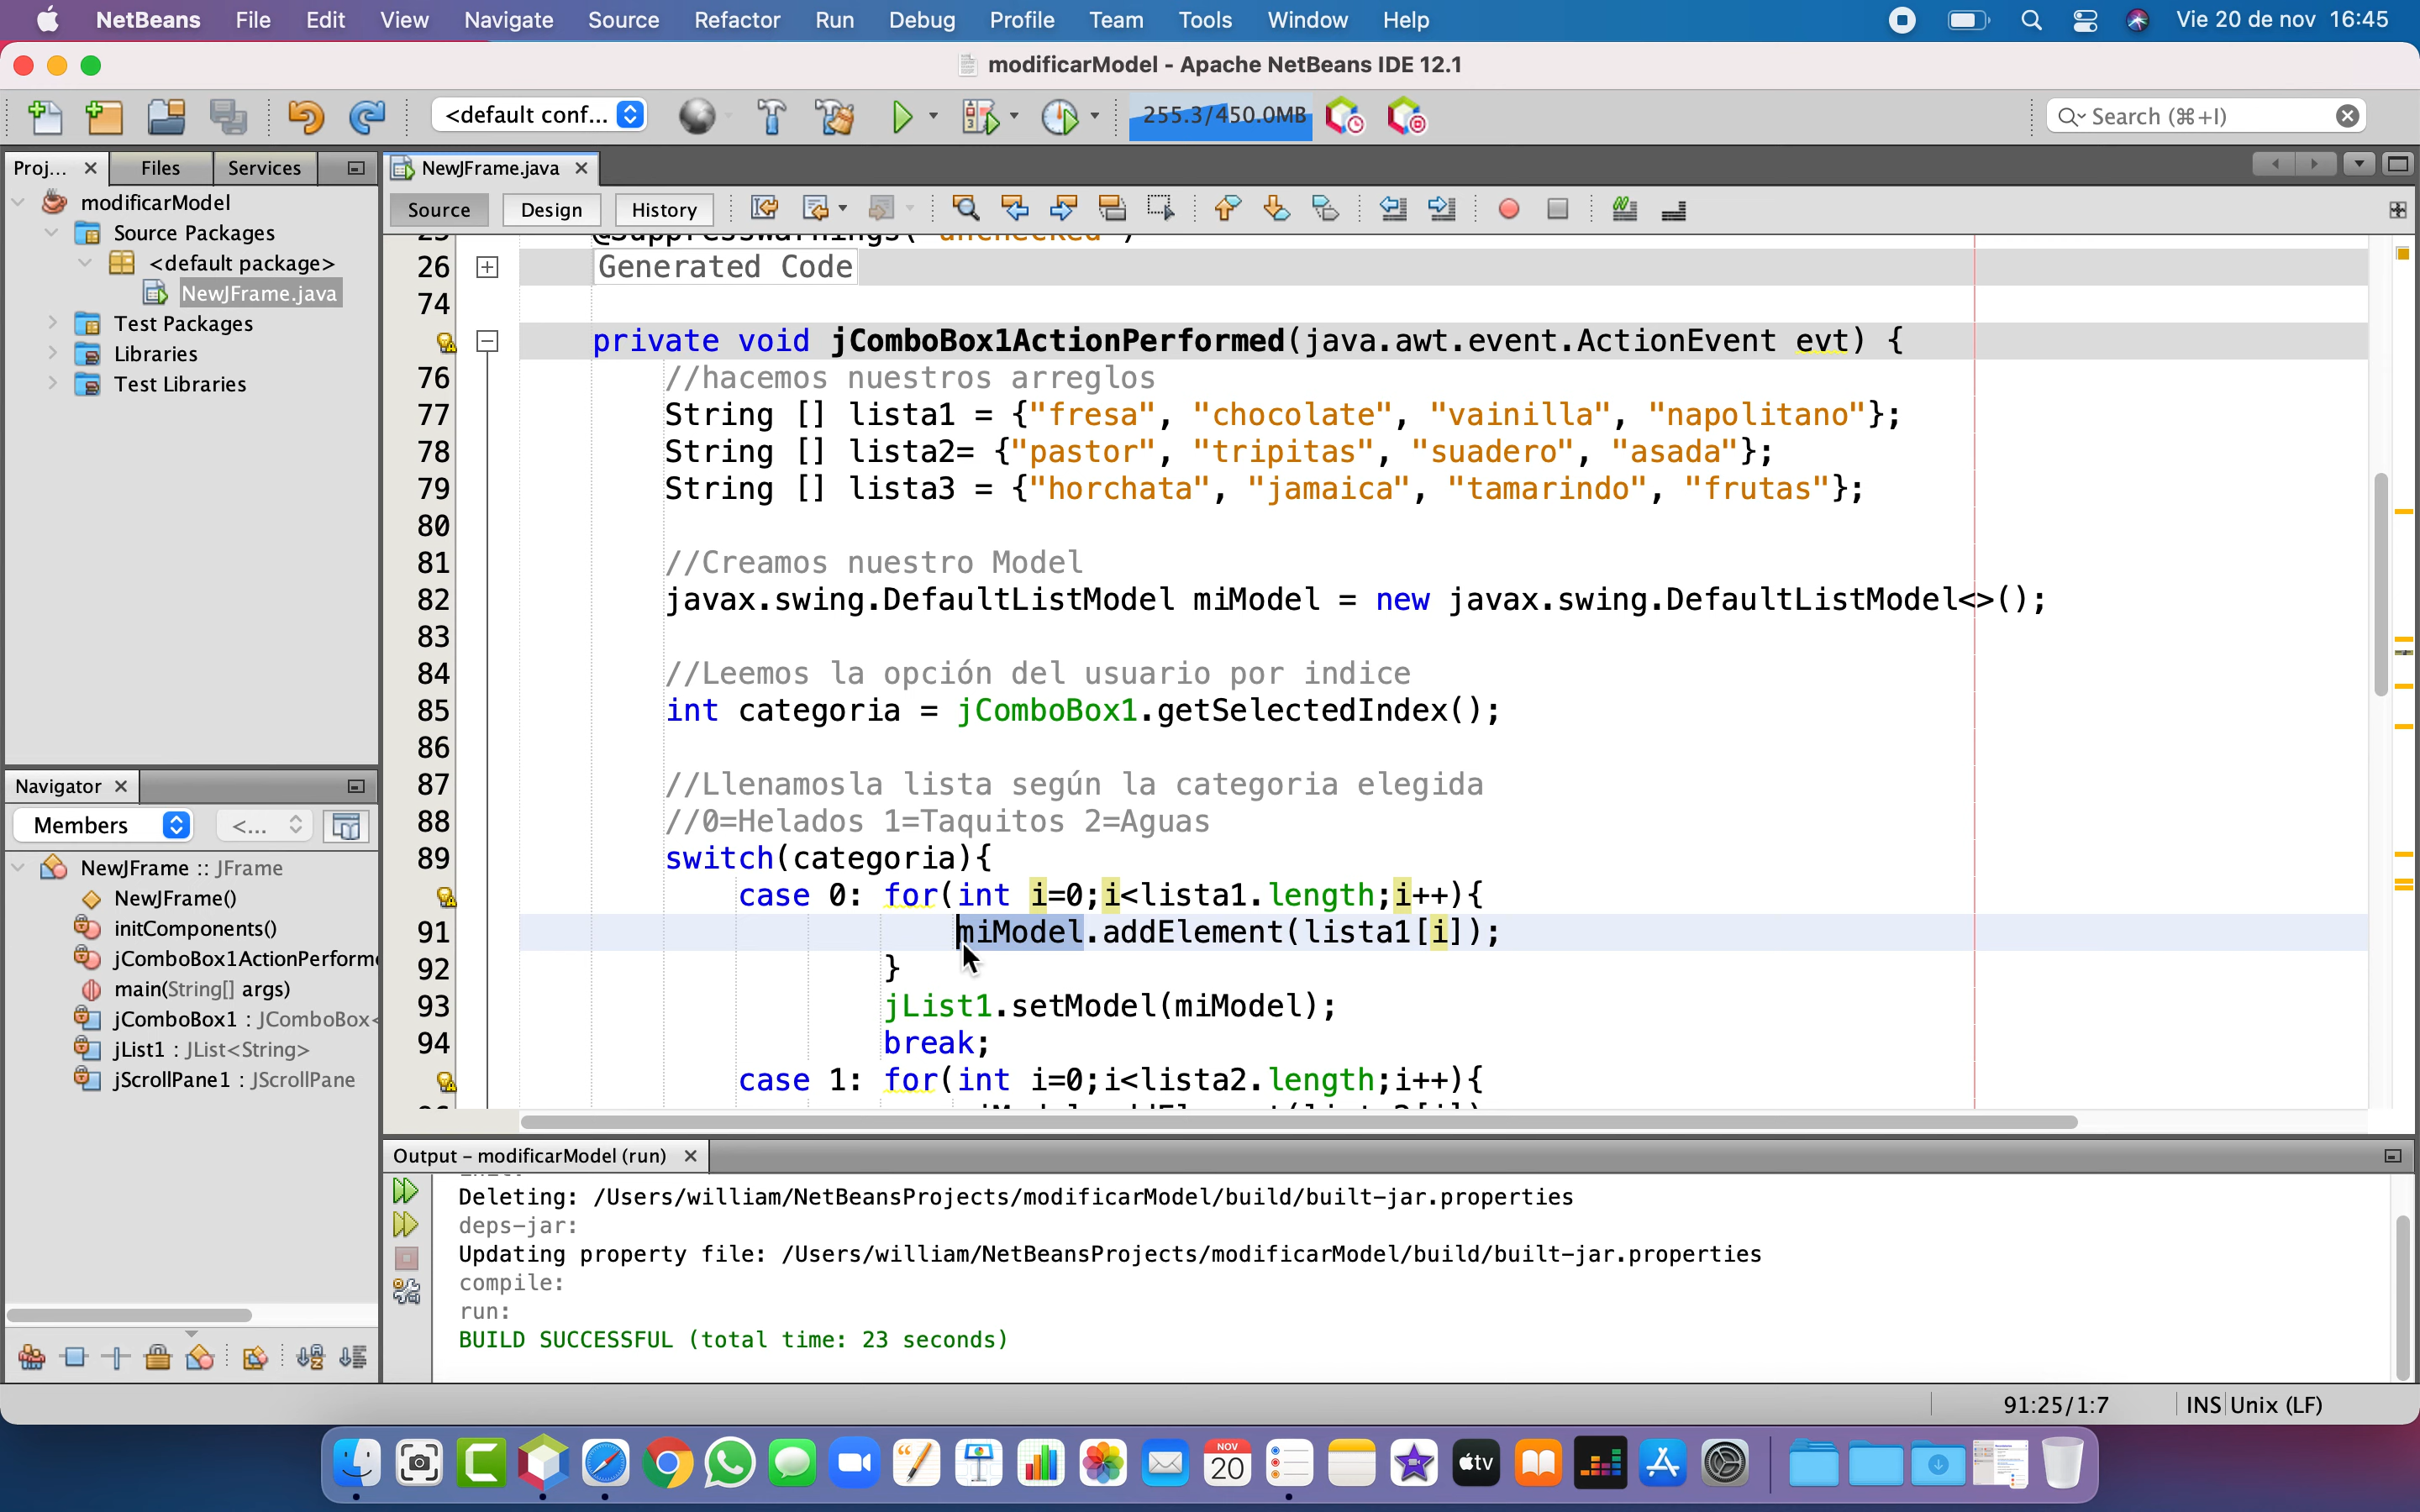 NetBeans File Edit View Navigate Source Refactor Run Debug Profile Team Tools Window Help Vie 20 de nov 16:45
modificarModel - Apache NetBeans IDE 12.1
<default conf... 255.3/450.0MB Search (⌘+I)
Proj... Files Services NewJFrame.java
modificarModel
Source Packages
<default package>
NewJFrame.java
Test Packages
Libraries
Test Libraries
Source Design History
26 Generated Code
74
private void jComboBox1ActionPerformed(java.awt.event.ActionEvent evt) {
76 //hacemos nuestros arreglos
77 String [] lista1 = {"fresa", "chocolate", "vainilla", "napolitano"};
78 String [] lista2= {"pastor", "tripitas", "suadero", "asada"};
79 String [] lista3 = {"horchata", "jamaica", "tamarindo", "frutas"};
80
81 //Creamos nuestro Model
82 javax.swing.DefaultListModel miModel = new javax.swing.DefaultListModel<>();
83
84 //Leemos la opción del usuario por indice
85 int categoria = jComboBox1.getSelectedIndex();
86
87 //Llenamosla lista según la categoria elegida
88 //0=Helados 1=Taquitos 2=Aguas
89 switch(categoria){
case 0: for(int i=0;i<lista1.length;i++){
91 miModel.addElement(lista1[i]);
92 }
93 jList1.setModel(miModel);
94 break;
case 1: for(int i=0;i<lista2.length;i++){
Navigator
Members <...
NewJFrame :: JFrame
NewJFrame()
initComponents()
jComboBox1ActionPerforme
main(String[] args)
jComboBox1 : JComboBox<
jList1 : JList<String>
jScrollPane1 : JScrollPane
Output - modificarModel (run)
Deleting: /Users/william/NetBeansProjects/modificarModel/build/built-jar.properties
deps-jar:
Updating property file: /Users/william/NetBeansProjects/modificarModel/build/built-jar.properties
compile:
run:
BUILD SUCCESSFUL (total time: 23 seconds)
91:25/1:7 INS Unix (LF)
NOV
20
tv